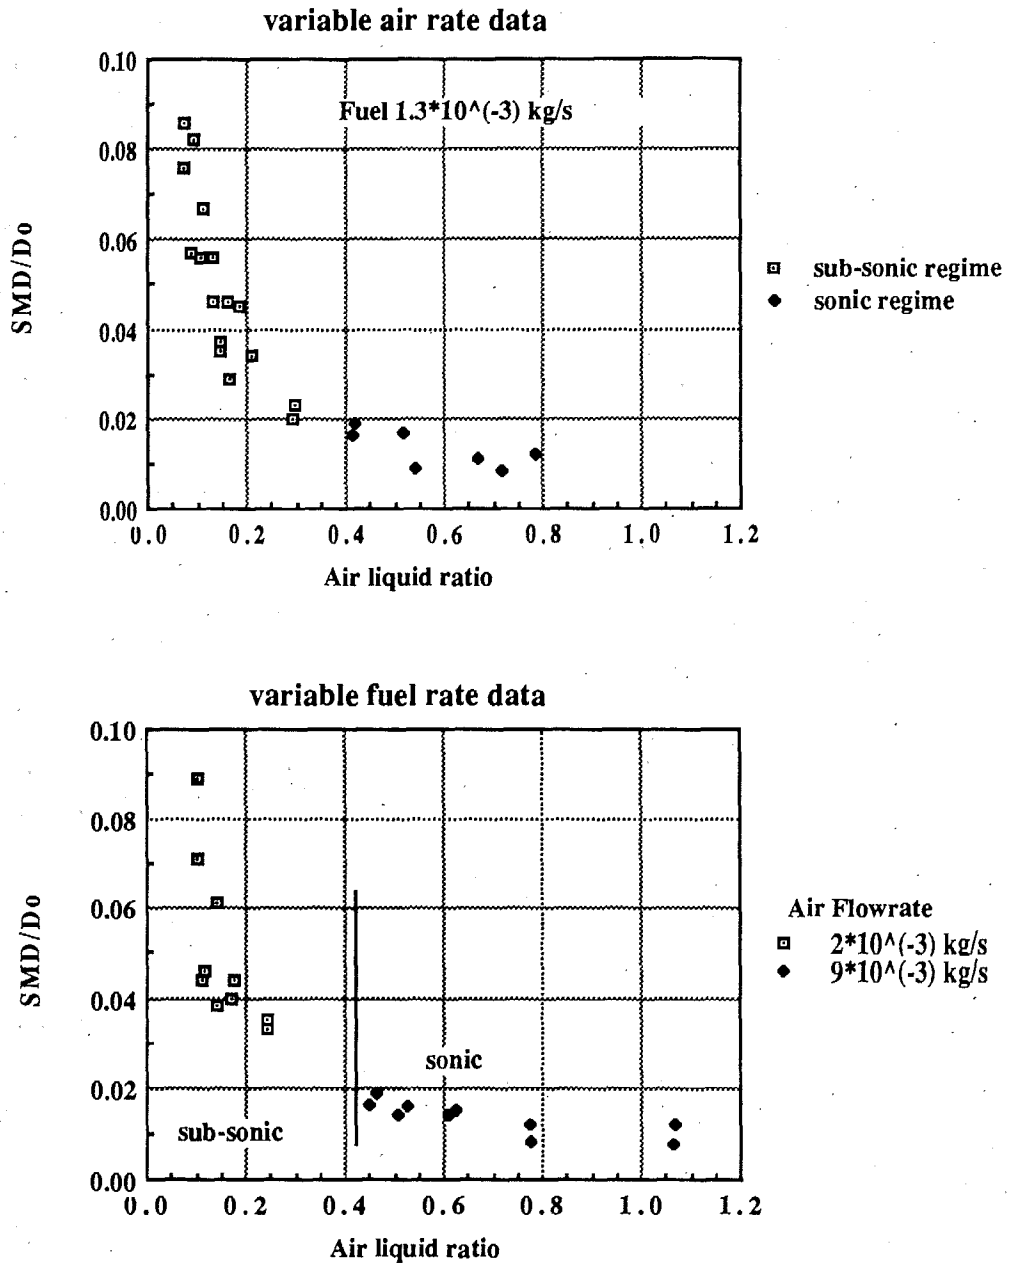 variable air rate data
0.10
Fuel 1.3*10^(-3) kg/s
0.08
0.06
SMD/Do
sub-sonic regime
sonic regime
0.04
0.02
0.00
0.0 0.2 0.4 0.6 0.8 1.0 1.2
Air liquid ratio
variable fuel rate data
0.10
0.08
0.06
SMD/Do
Air Flowrate
2*10^(-3) kg/s
9*10^(-3) kg/s
0.04
sonic
0.02
sub-sonic
0.00
0.0 0.2 0.4 0.6 0.8 1.0 1.2
Air liquid ratio